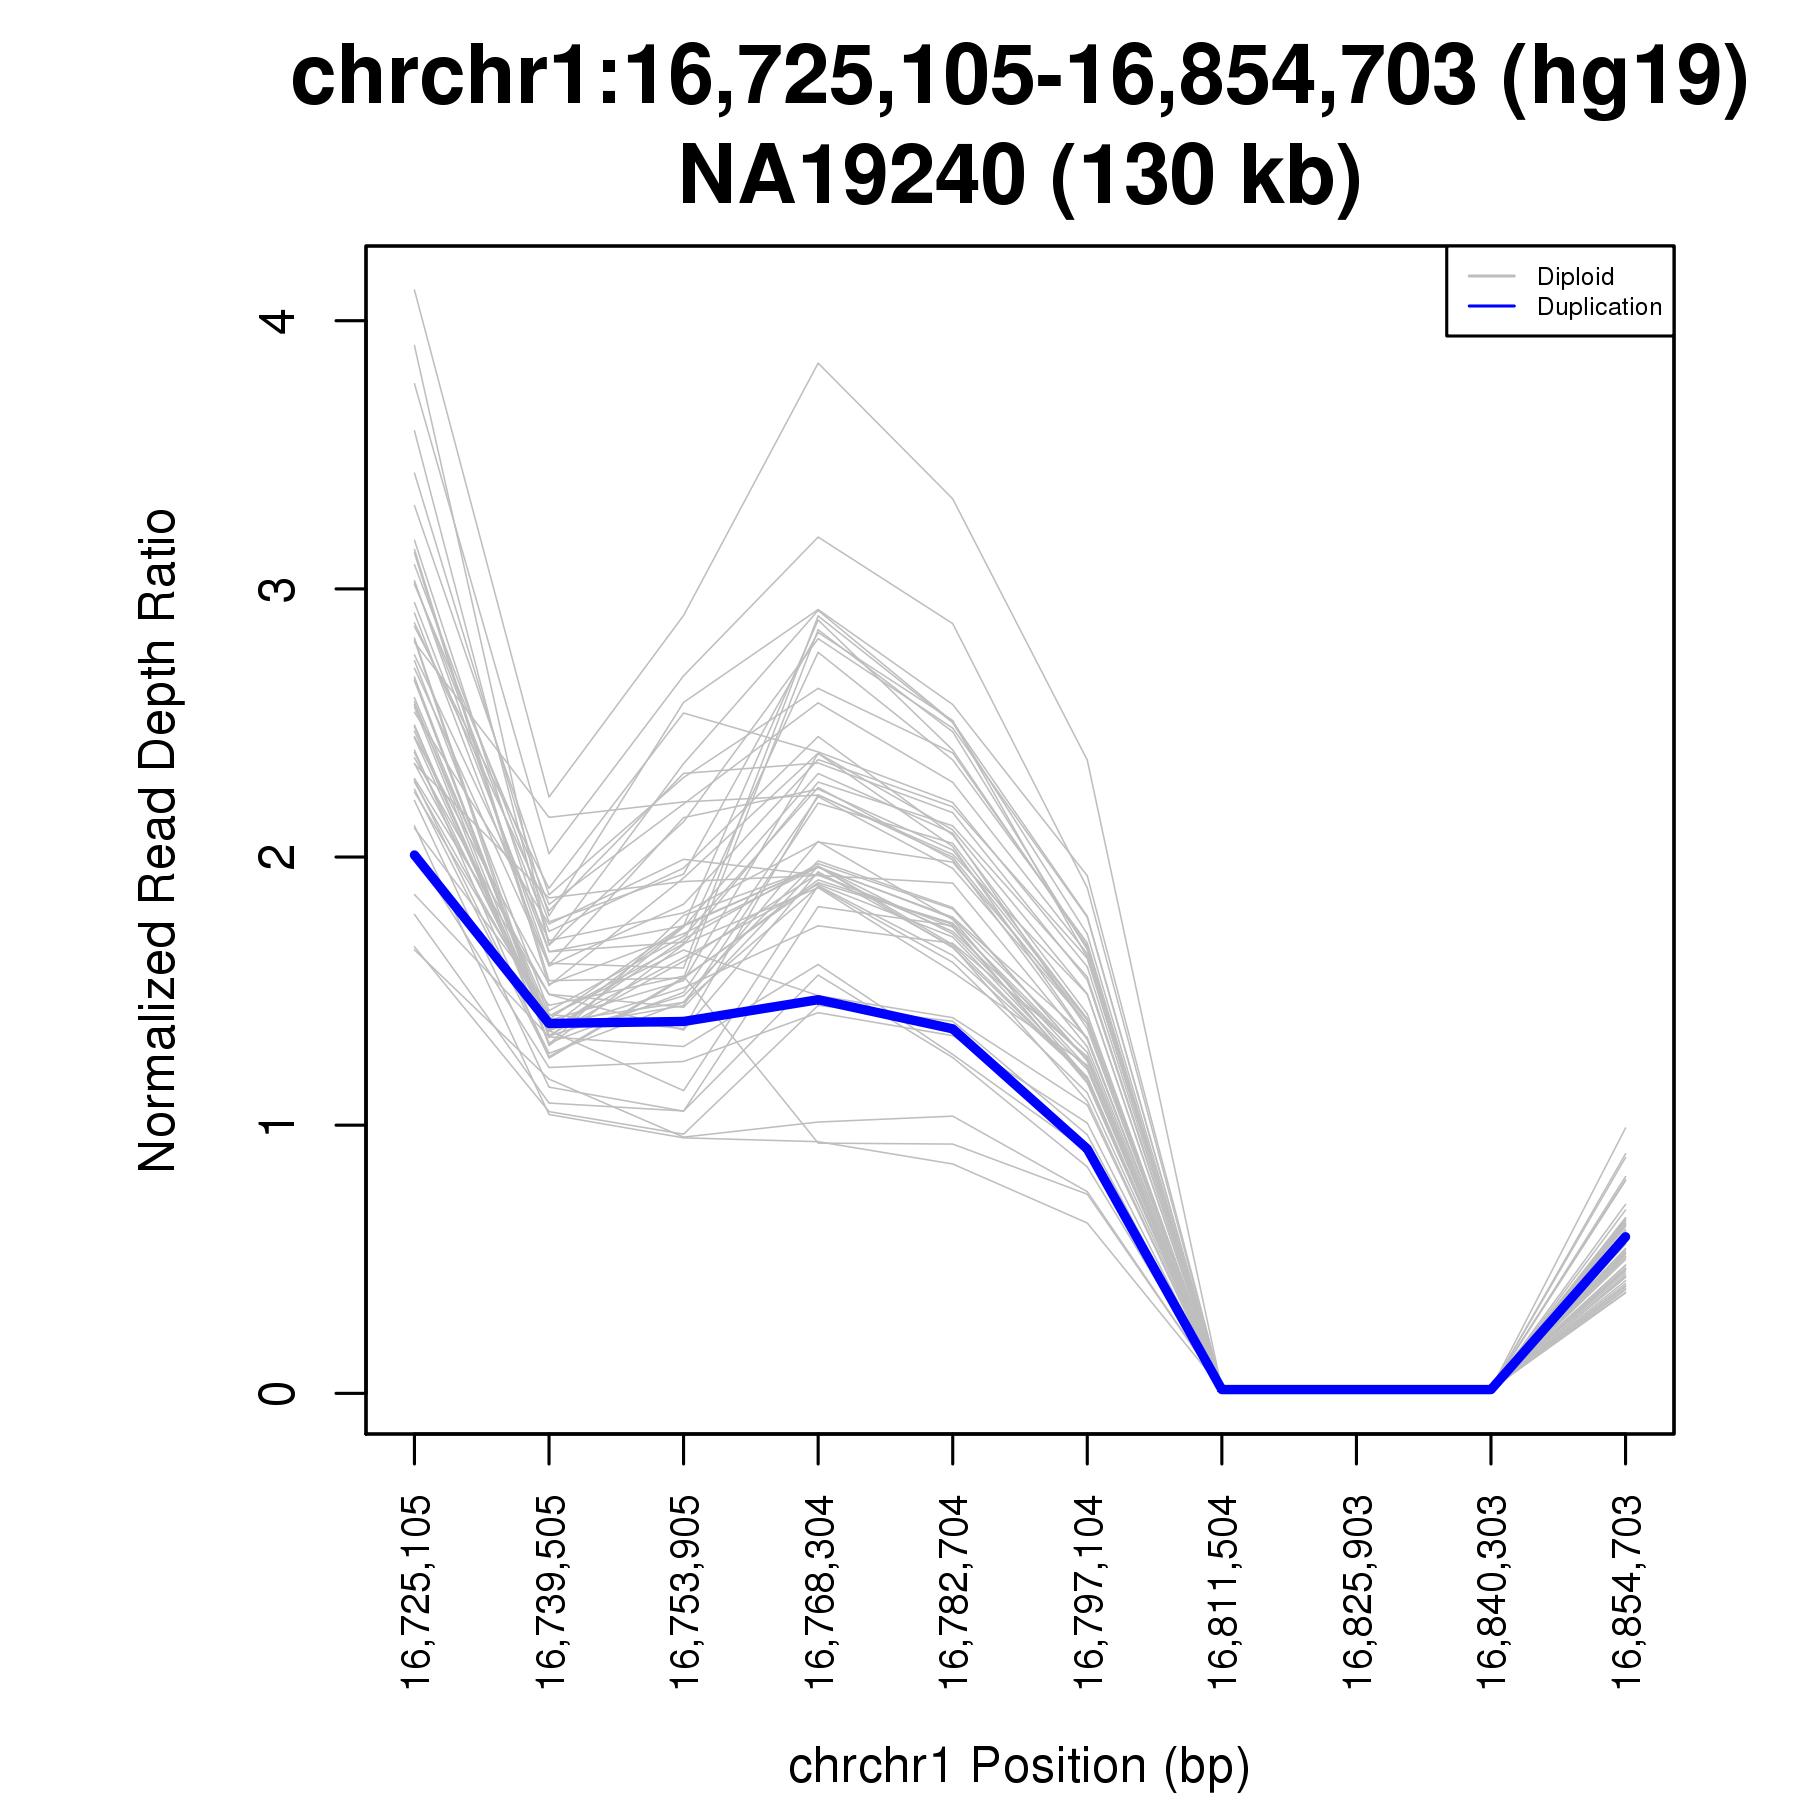 chrchr1:16,725,105-16,854,703 (hg19)
NA19240 (130 kb)
Diploid
Duplication
Normalized Read Depth Ratio
4
3
2
1
0
16,725,105
16,739,505
16,753,905
16,768,304
16,782,704
16,797,104
16,811,504
16,825,903
16,840,303
16,854,703
chrchr1 Position (bp)